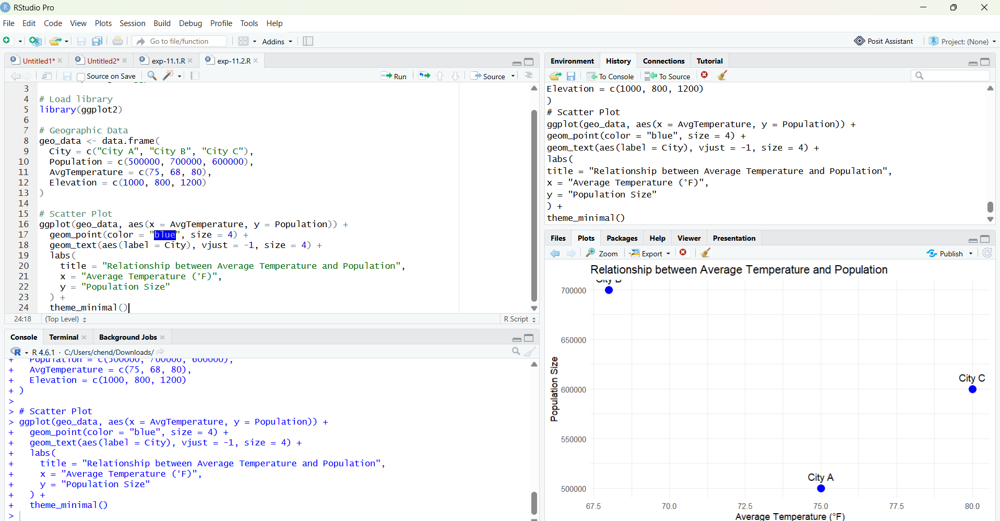 RStudio Pro
File Edit Code View Plots Session Build Debug Profile Tools Help
Go to file/function Addins Posit Assistant Project: (None)
Untitled1* Untitled2* exp-11.1.R exp-11.2.R
Source on Save Run Source
3
4 # Load library
5 library(ggplot2)
6
7 # Geographic Data
8 geo_data <- data.frame(
9 City = c("City A", "City B", "City C"),
10 Population = c(500000, 700000, 600000),
11 AvgTemperature = c(75, 68, 80),
12 Elevation = c(1000, 800, 1200)
13 )
14
15 # Scatter Plot
16 ggplot(geo_data, aes(x = AvgTemperature, y = Population)) +
17 geom_point(color = "blue", size = 4) +
18 geom_text(aes(label = City), vjust = -1, size = 4) +
19 labs(
20 title = "Relationship between Average Temperature and Population",
21 x = "Average Temperature (°F)",
22 y = "Population Size"
23 ) +
24 theme_minimal()
24:18 (Top Level) R Script
Console Terminal Background Jobs
R 4.6.1 · C:/Users/chend/Downloads/
+ Population = c(500000, 700000, 600000),
+ AvgTemperature = c(75, 68, 80),
+ Elevation = c(1000, 800, 1200)
+ )
>
> # Scatter Plot
> ggplot(geo_data, aes(x = AvgTemperature, y = Population)) +
+ geom_point(color = "blue", size = 4) +
+ geom_text(aes(label = City), vjust = -1, size = 4) +
+ labs(
+ title = "Relationship between Average Temperature and Population",
+ x = "Average Temperature (°F)",
+ y = "Population Size"
+ ) +
+ theme_minimal()
>
Environment History Connections Tutorial
To Console To Source
Elevation = c(1000, 800, 1200)
)
# Scatter Plot
ggplot(geo_data, aes(x = AvgTemperature, y = Population)) +
geom_point(color = "blue", size = 4) +
geom_text(aes(label = City), vjust = -1, size = 4) +
labs(
title = "Relationship between Average Temperature and Population",
x = "Average Temperature (°F)",
y = "Population Size"
) +
theme_minimal()
Files Plots Packages Help Viewer Presentation
Zoom Export Publish
Relationship between Average Temperature and Population
City B
700000
650000
City C
600000
Population Size
550000
City A
500000
67.5 70.0 72.5 75.0 77.5 80.0
Average Temperature (°F)